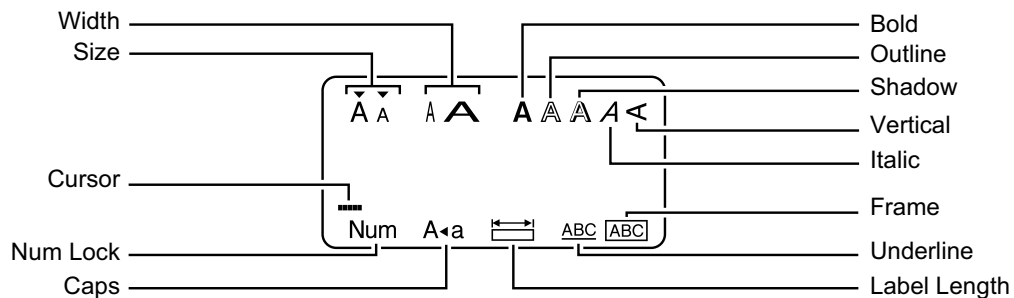 Width
Size
Cursor
Num Lock
Caps
A A A A A A A A A
Num A◂a ABC ABC
Bold
Outline
Shadow
Vertical
Italic
Frame
Underline
Label Length